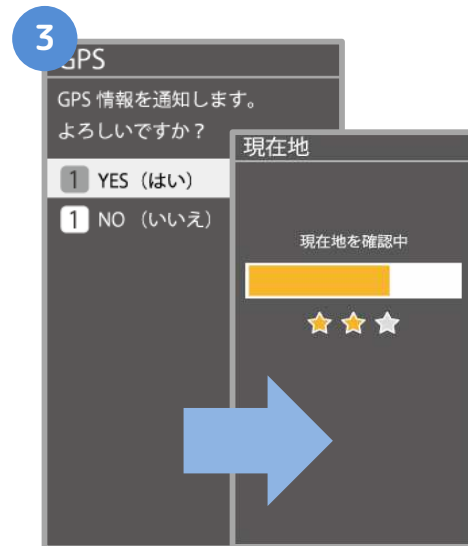 3
GPS
GPS 情報を通知します。
よろしいですか？
1 YES（はい）
1 NO （いいえ）
現在地
現在地を確認中